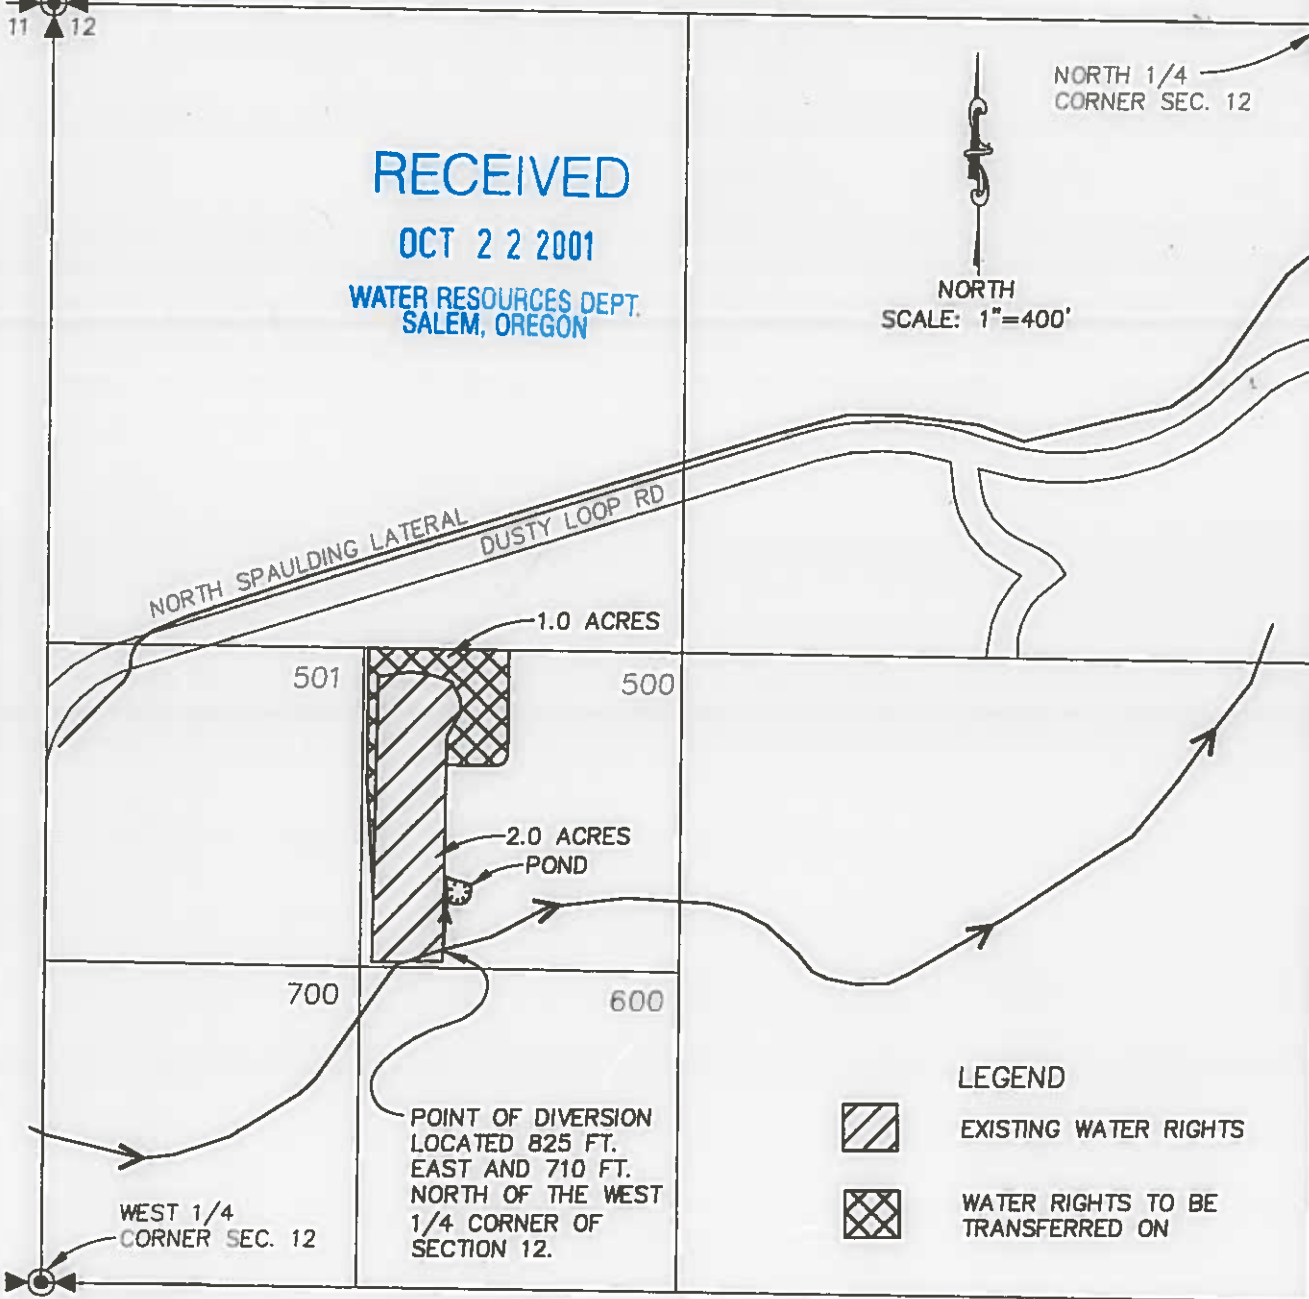 11 12
NORTH 1/4
CORNER SEC. 12
RECEIVED
OCT 2 2 2001
WATER RESOURCES DEPT.
SALEM, OREGON
NORTH
SCALE: 1"=400'
NORTH SPAULDING LATERAL
DUSTY LOOP RD
1.0 ACRES
501
500
2.0 ACRES
POND
700
600
POINT OF DIVERSION
LOCATED 825 FT.
EAST AND 710 FT.
NORTH OF THE WEST
1/4 CORNER OF
SECTION 12.
WEST 1/4
CORNER SEC. 12
LEGEND
EXISTING WATER RIGHTS
WATER RIGHTS TO BE
TRANSFERRED ON